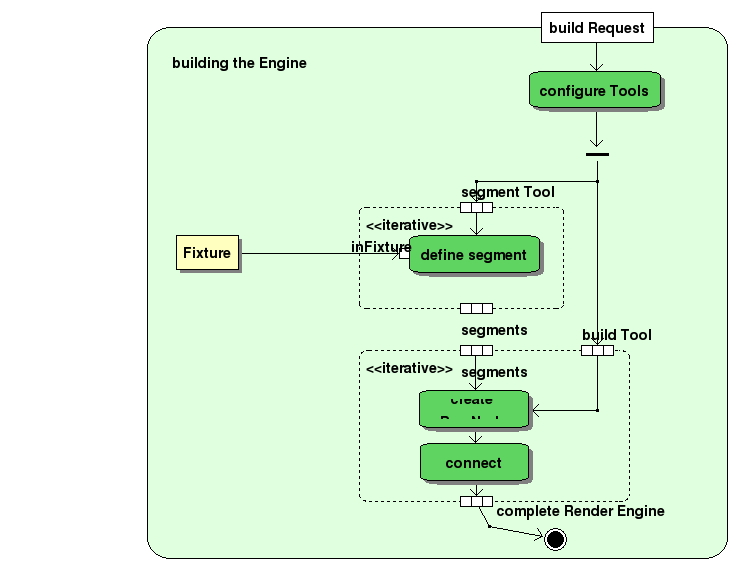 build Request
building the Engine
configure Tools
segment Tool
<<iterative>>
inFixture
Fixture
define segment
segments
build Tool
<<iterative>>
segments
create
connect
complete Render Engine